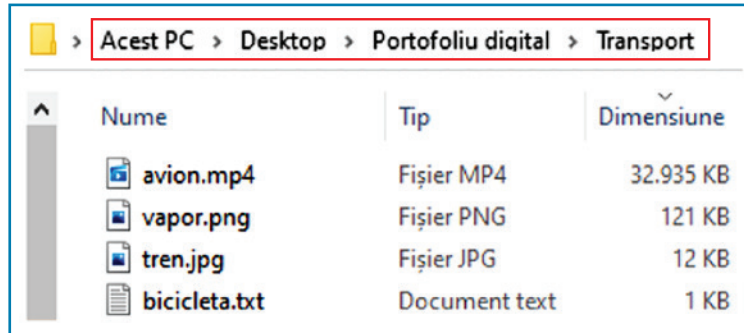 Acest PC > Desktop > Portofoliu digital > Transport
Nume Tip Dimensiune
avion.mp4 Fișier MP4 32.935 KB
vapor.png Fișier PNG 121 KB
tren.jpg Fișier JPG 12 KB
bicicleta.txt Document text 1 KB